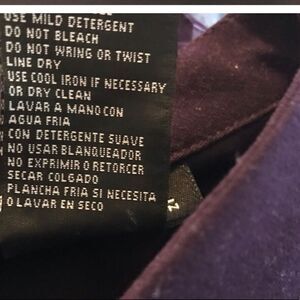 USE MILD DETERGENT
DO NOT BLEACH
DO NOT WRING OR TWIST
LINE DRY
USE COOL IRON IF NECESSARY
OR DRY CLEAN
LAVAR A MANO CON
AGUA FRIA
CON DETERGENTE SUAVE
NO USAR BLANQUEADOR
NO EXPRIMIR O RETORCER
SECAR COLGADO
PLANCHA FRIA SI NECESITA
O LAVAR EN SECO